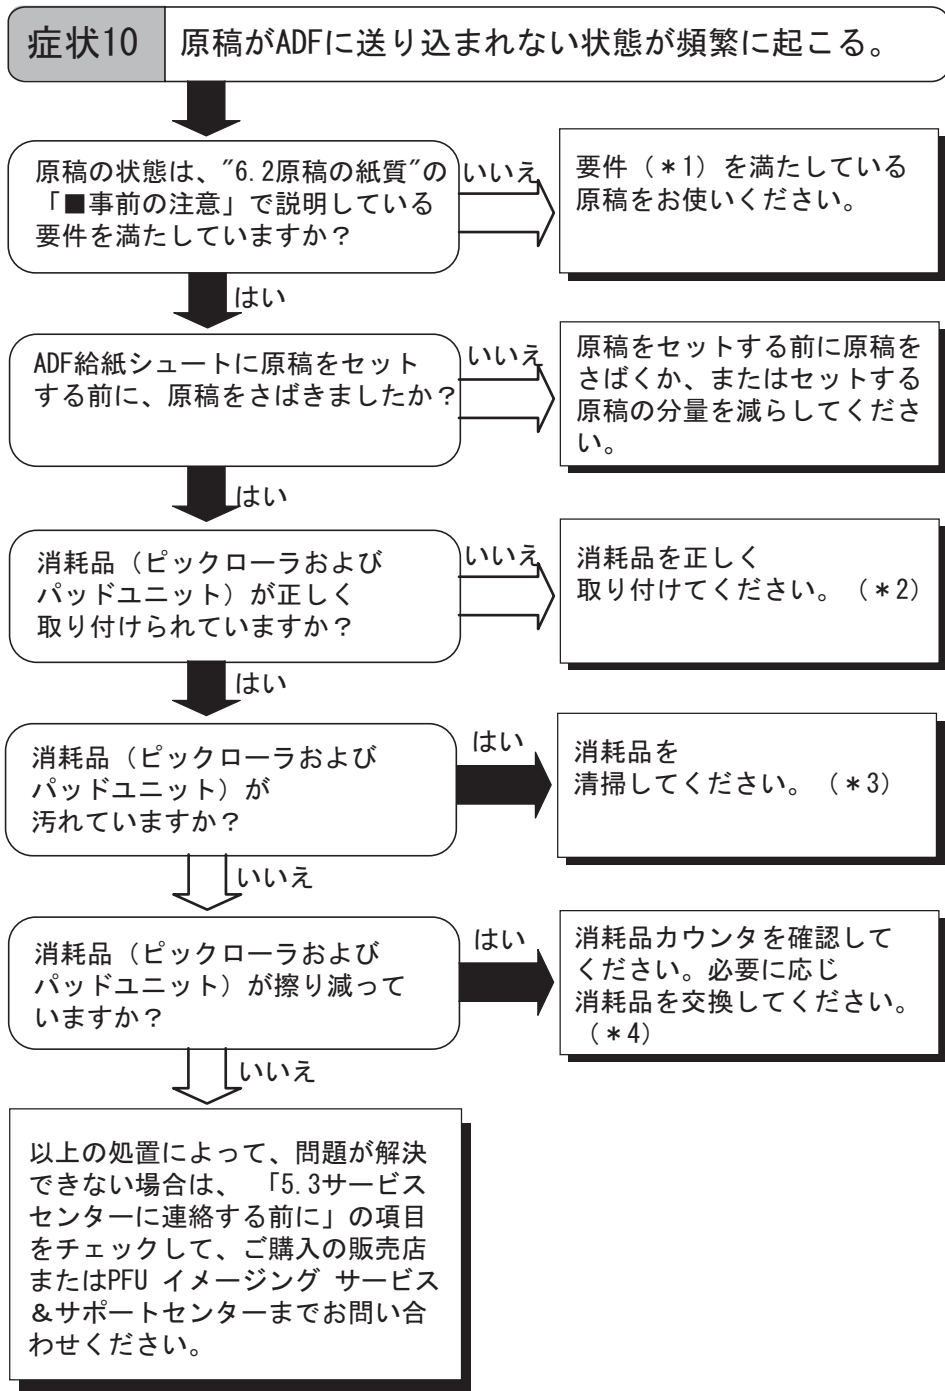 症状10 原稿がADFに送り込まれない状態が頻繁に起こる。
原稿の状態は、"6.2原稿の紙質"の
「■事前の注意」で説明している
要件を満たしていますか？
いいえ
要件（＊1）を満たしている
原稿をお使いください。
はい
ADF給紙シュートに原稿をセット
する前に、原稿をさばきましたか？
いいえ
原稿をセットする前に原稿を
さばくか、またはセットする
原稿の分量を減らしてくださ
い。
はい
消耗品（ピックローラおよび
パッドユニット）が正しく
取り付けられていますか？
いいえ
消耗品を正しく
取り付けてください。（＊2）
はい
消耗品（ピックローラおよび
パッドユニット）が
汚れていますか？
はい
消耗品を
清掃してください。（＊3）
いいえ
消耗品（ピックローラおよび
パッドユニット）が擦り減って
いますか？
はい
消耗品カウンタを確認して
ください。必要に応じ
消耗品を交換してください。
（＊4）
いいえ
以上の処置によって、問題が解決
できない場合は、 「5.3サービス
センターに連絡する前に」の項目
をチェックして、ご購入の販売店
またはPFU イメージング サービス
＆サポートセンターまでお問い合
わせください。